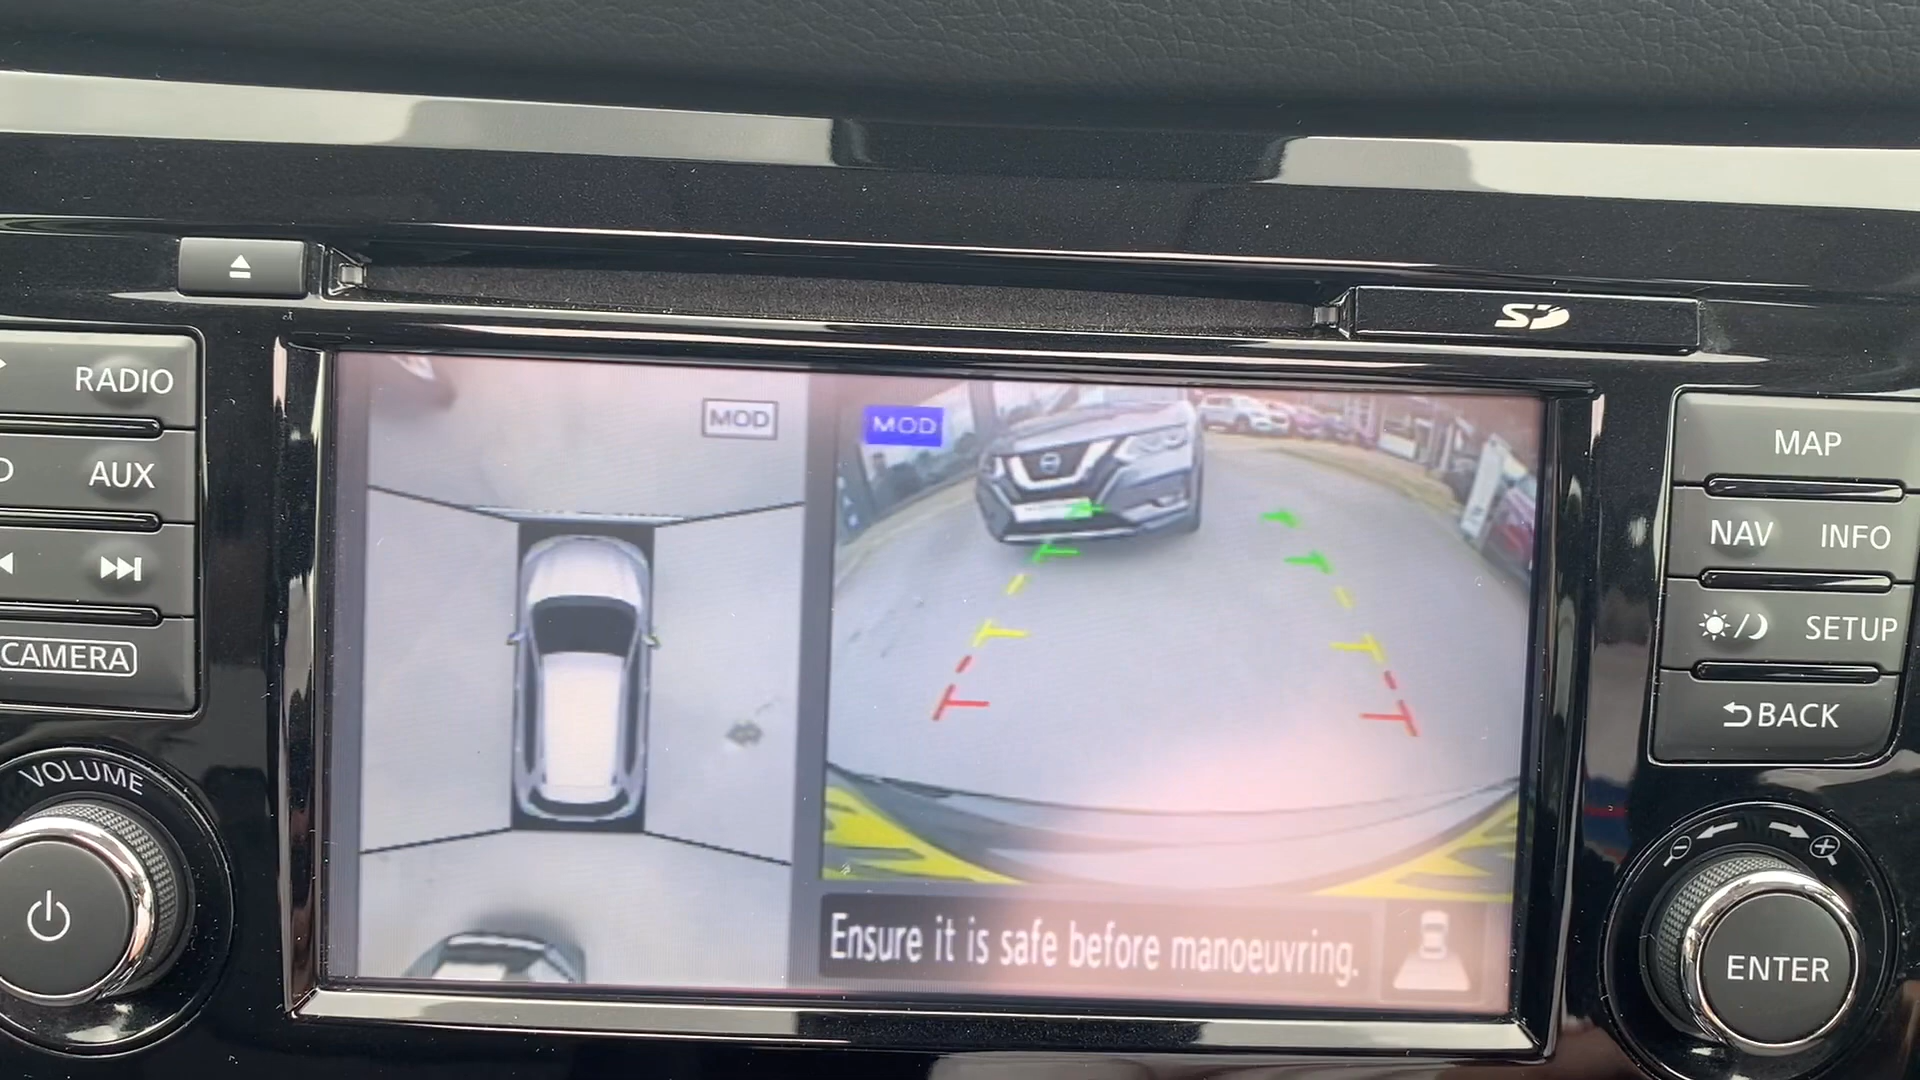 SD
RADIO
AUX
CAMERA
VOLUME
MOD
MOD
Ensure it is safe before manoeuvring.
MAP
NAV INFO
SETUP
BACK
ENTER